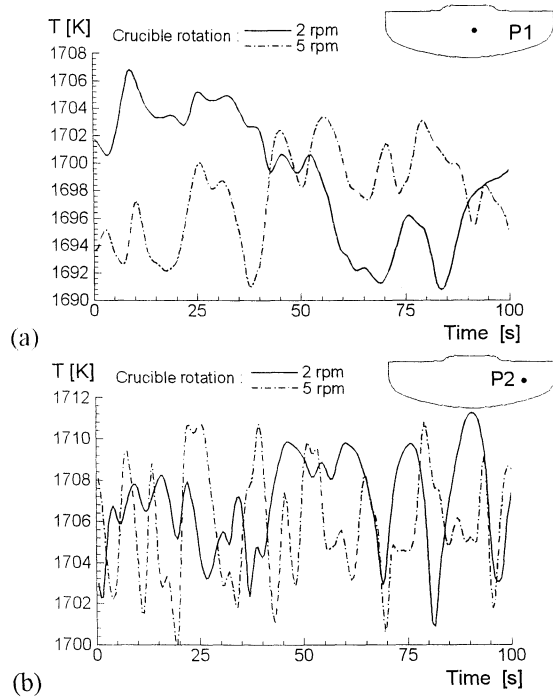 T [K]
Crucible rotation : 2 rpm
5 rpm
P1
1708
1706
1704
1702
1700
1698
1696
1694
1692
1690
0 25 50 75 100
Time [s]
(a)
T [K]
Crucible rotation : 2 rpm
5 rpm
P2
1712
1710
1708
1706
1704
1702
1700
0 25 50 75 100
Time [s]
(b)